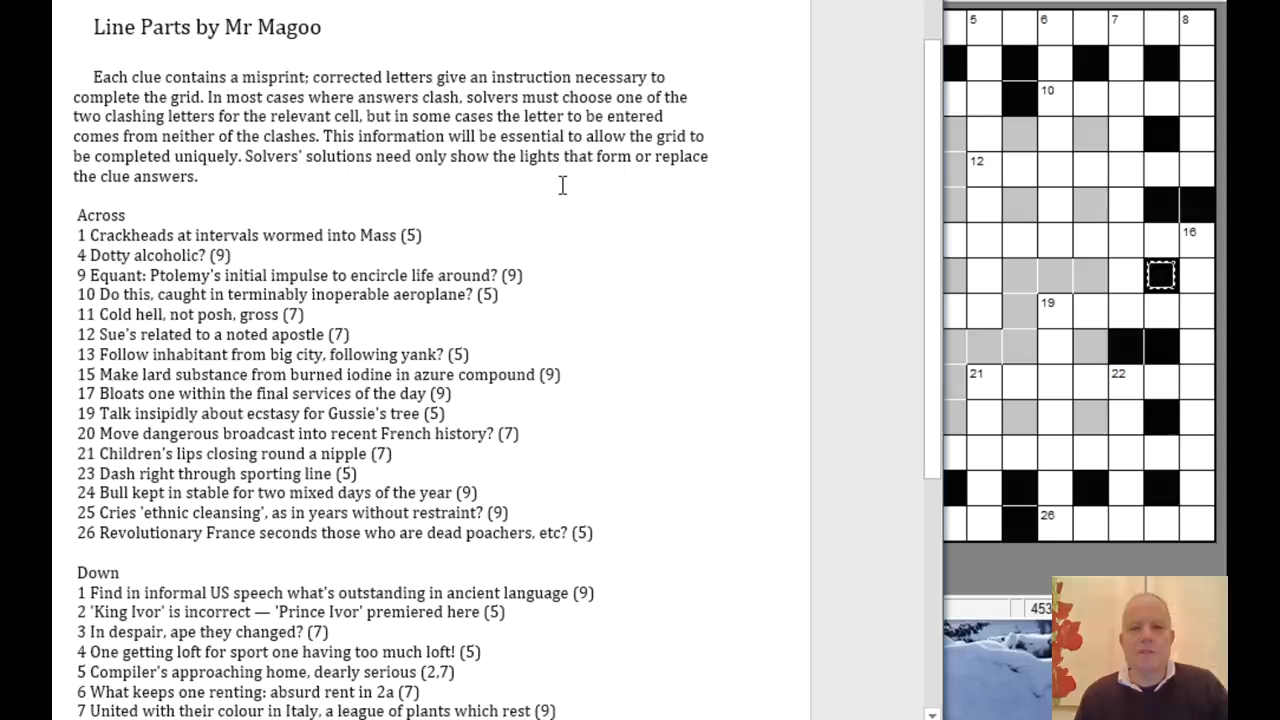 Line Parts by Mr Magoo
Each clue contains a misprint; corrected letters give an instruction necessary to
complete the grid. In most cases where answers clash, solvers must choose one of the
two clashing letters for the relevant cell, but in some cases the letter to be entered
comes from neither of the clashes. This information will be essential to allow the grid to
be completed uniquely. Solvers' solutions need only show the lights that form or replace
the clue answers.
Across
1 Crackheads at intervals wormed into Mass (5)
4 Dotty alcoholic? (9)
9 Equant: Ptolemy's initial impulse to encircle life around? (9)
10 Do this, caught in terminably inoperable aeroplane? (5)
11 Cold hell, not posh, gross (7)
12 Sue's related to a noted apostle (7)
13 Follow inhabitant from big city, following yank? (5)
15 Make lard substance from burned iodine in azure compound (9)
17 Bloats one within the final services of the day (9)
19 Talk insipidly about ecstasy for Gussie's tree (5)
20 Move dangerous broadcast into recent French history? (7)
21 Children's lips closing round a nipple (7)
23 Dash right through sporting line (5)
24 Bull kept in stable for two mixed days of the year (9)
25 Cries 'ethnic cleansing', as in years without restraint? (9)
26 Revolutionary France seconds those who are dead poachers, etc? (5)
Down
1 Find in informal US speech what's outstanding in ancient language (9)
2 'King Ivor' is incorrect — 'Prince Ivor' premiered here (5)
3 In despair, ape they changed? (7)
4 One getting loft for sport one having too much loft! (5)
5 Compiler's approaching home, dearly serious (2,7)
6 What keeps one renting: absurd rent in 2a (7)
7 United with their colour in Italy, a league of plants which rest (9)
5 6 7 8
10
12
16
19
21 22
26
453